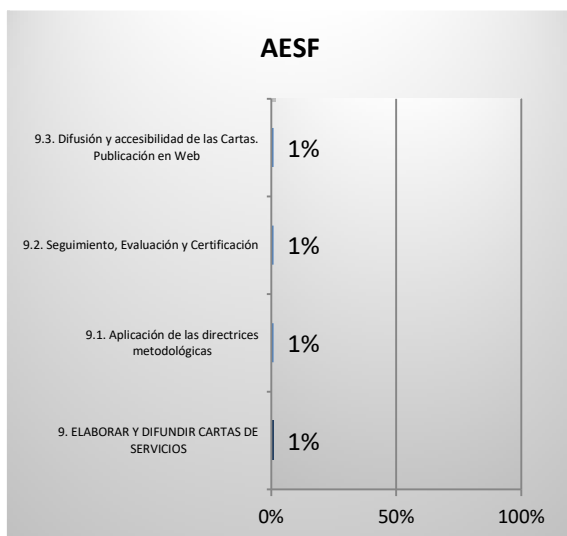 AESF
9.3. Difusión y accesibilidad de las Cartas.
Publicación en Web
1%
9.2. Seguimiento, Evaluación y Certificación
1%
9.1. Aplicación de las directrices
metodológicas
1%
9. ELABORAR Y DIFUNDIR CARTAS DE
SERVICIOS
1%
0% 50% 100%